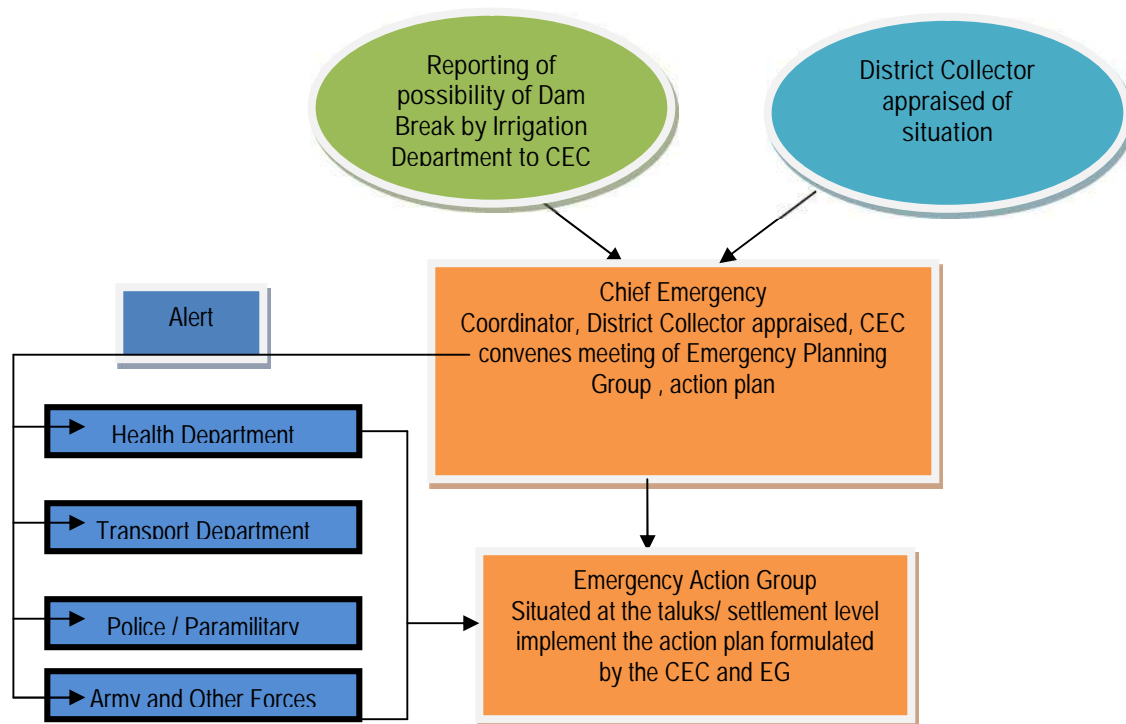 Reporting of
possibility of Dam
Break by Irrigation
Department to CEC
District Collector
appraised of
situation
Chief Emergency
Coordinator, District Collector appraised, CEC
convenes meeting of Emergency Planning
Group , action plan
Alert
Health Department
Transport Department
Police / Paramilitary
Army and Other Forces
Emergency Action Group
Situated at the taluks/ settlement level
implement the action plan formulated
by the CEC and EG